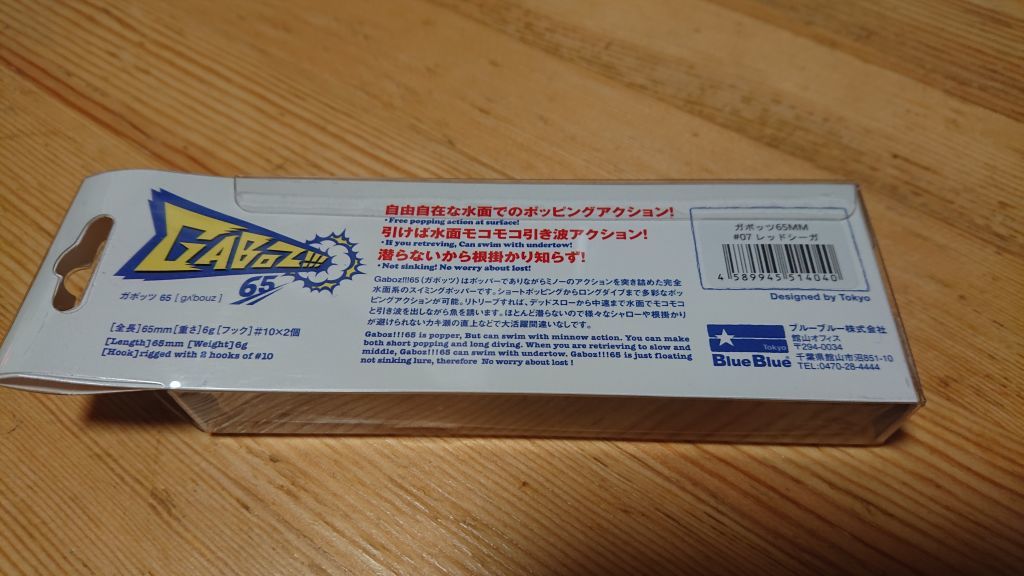 GABOZ!!!
65
ガボッツ 65 [gʌ́bouz]
[全長]65mm[重さ]6g[フック]#10×2個
[Length]65mm [Weight]6g
[Hook]rigged with 2 hooks of #10
自由自在な水面でのポッピングアクション!
・Free popping action at surface!
引けば水面モコモコ引き波アクション!
・If you retreving, Can swim with undertow!
潜らないから根掛かり知らず!
・Not sinking! No worry about lost!
Gaboz!!!65 (ガボッツ) はポッパーでありながらミノーのアクションを突き詰めた完全
水面系のスイミングポッパーです。ショートポッピングからロングダイブまで多彩なポッ
ピングアクションが可能。リトリーブすれば、デッドスローから中速まで水面でモコモコ
と引き波を出しながら魚を誘います。ほとんど潜らないので様々なシャローや根掛かり
が避けられないカキ瀬の直上などで大活躍間違いなしです。
Gaboz!!!65 is popper, But can swim with minnow action. You can make
both short popping and long diving. When you are retrieving to slow and
middle, Gaboz!!!65 can swim with undertow. Gaboz!!!65 is just floating
not sinking lure, therefore No worry about lost !
ガボッツ65MM
#07 レッドシーガ
4 589945 514040
Designed by Tokyo
Tokyo
BlueBlue
ブルーブルー株式会社
館山オフィス
〒294-0034
千葉県館山市沼851-10
TEL:0470-28-4444